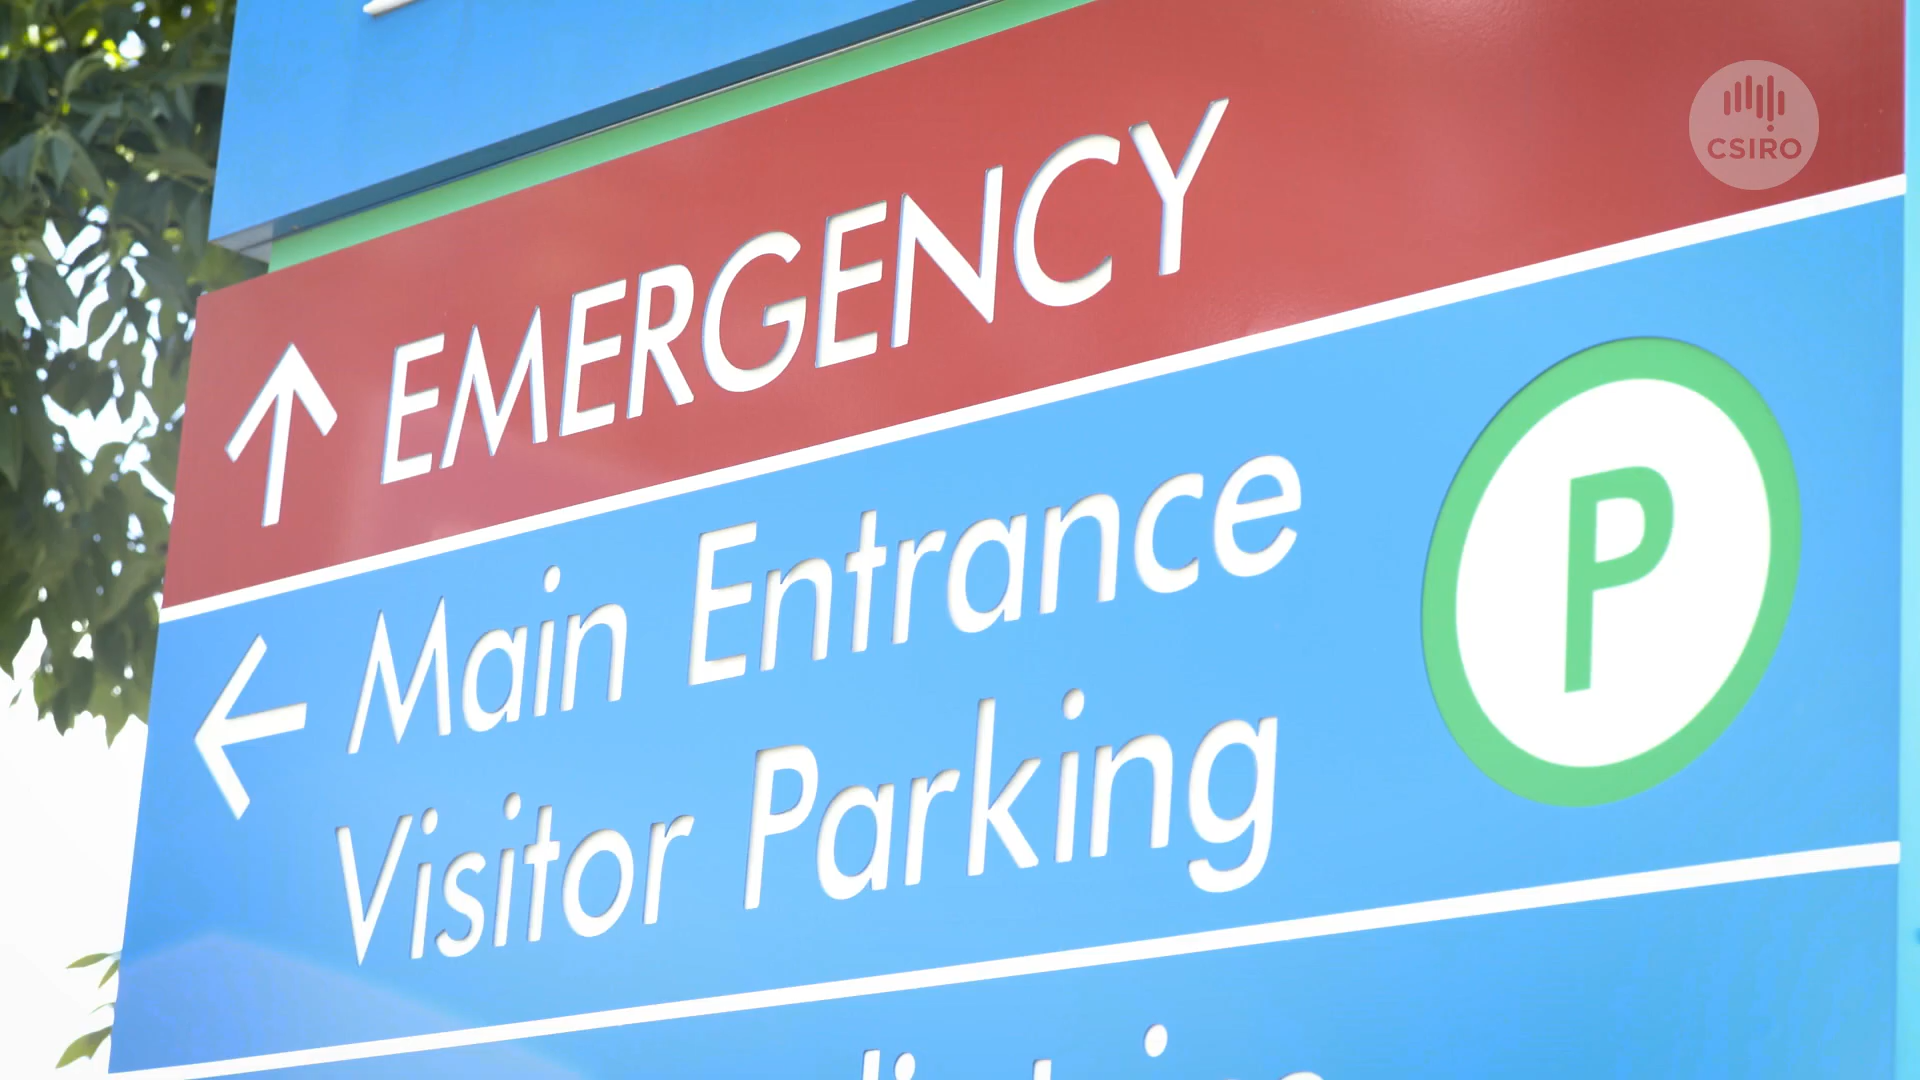 CSIRO
EMERGENCY
Main Entrance
Visitor Parking
P